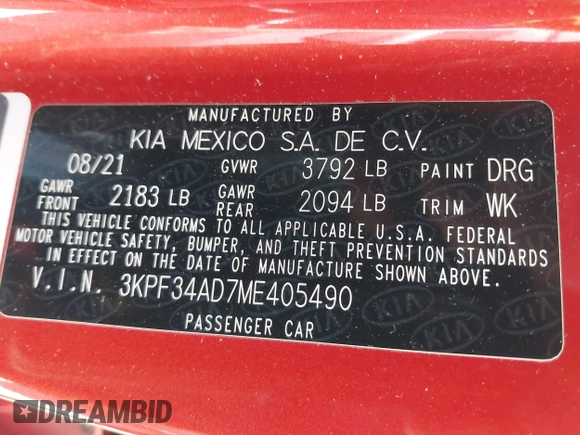 MANUFACTURED BY
KIA MEXICO S.A. DE C.V.
08/21 GVWR 3792 LB PAINT DRG
GAWR FRONT 2183 LB GAWR REAR 2094 LB TRIM WK
THIS VEHICLE CONFORMS TO ALL APPLICABLE U.S.A. FEDERAL
MOTOR VEHICLE SAFETY, BUMPER, AND THEFT PREVENTION STANDARDS
IN EFFECT ON THE DATE OF MANUFACTURE SHOWN ABOVE.
V.I.N. 3KPF34AD7ME405490
PASSENGER CAR
DREAMBID